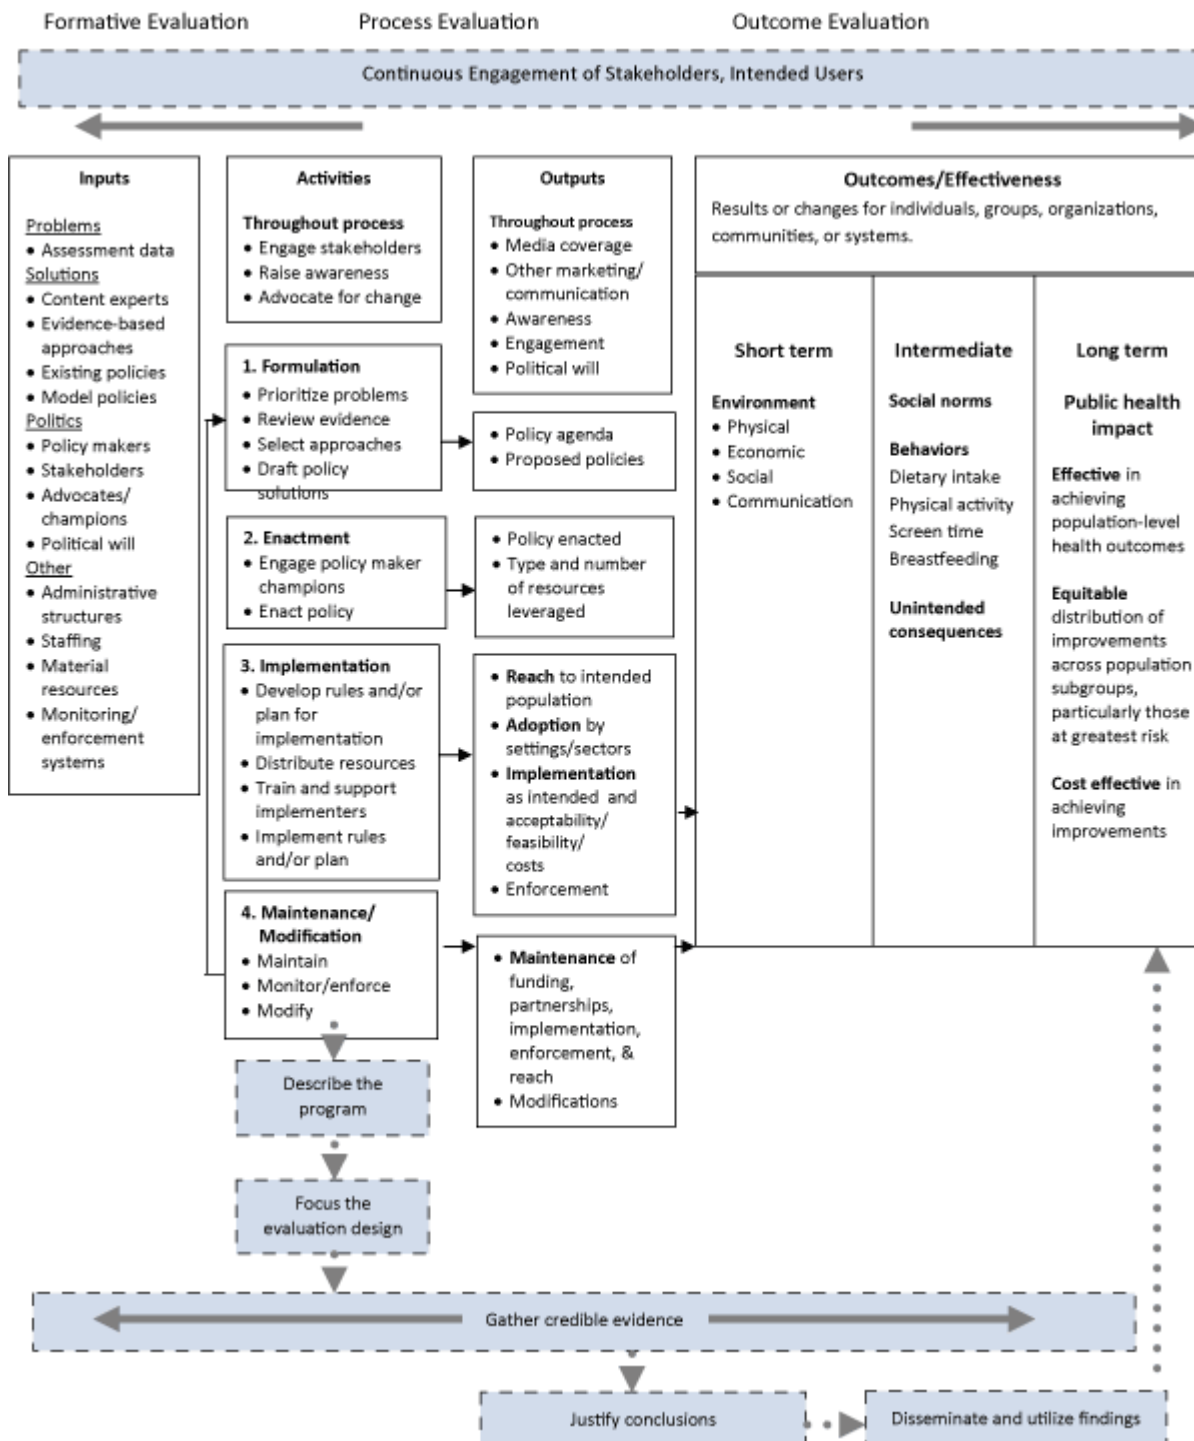 Formative Evaluation
Process Evaluation
Outcome Evaluation
Continuous Engagement of Stakeholders, Intended Users
Inputs
Problems
• Assessment data
Solutions
• Content experts
• Evidence-based
approaches
• Existing policies
• Model policies
Politics
• Policy makers
• Stakeholders
• Advocates/
champions
• Political will
Other
• Administrative
structures
• Staffing
• Material
resources
• Monitoring/
enforcement
systems
Activities
Throughout process
• Engage stakeholders
• Raise awareness
• Advocate for change
1. Formulation
• Prioritize problems
• Review evidence
• Select approaches
• Draft policy
solutions
2. Enactment
• Engage policy maker
champions
• Enact policy
3. Implementation
• Develop rules and/or
plan for
implementation
• Distribute resources
• Train and support
implementers
• Implement rules
and/or plan
4. Maintenance/
Modification
• Maintain
• Monitor/enforce
• Modify
Outputs
Throughout process
• Media coverage
• Other marketing/
communication
• Awareness
• Engagement
• Political will
• Policy agenda
• Proposed policies
• Policy enacted
• Type and number
of resources
leveraged
• Reach to intended
population
• Adoption by
settings/sectors
• Implementation
as intended and
acceptability/
feasibility/
costs
• Enforcement
• Maintenance of
funding,
partnerships,
implementation,
enforcement, &
reach
• Modifications
Outcomes/Effectiveness
Results or changes for individuals, groups, organizations,
communities, or systems.
Short term
Environment
• Physical
• Economic
• Social
• Communication
Intermediate
Social norms
Behaviors
Dietary intake
Physical activity
Screen time
Breastfeeding
Unintended
consequences
Long term
Public health
impact
Effective in
achieving
population-level
health outcomes
Equitable
distribution of
improvements
across population
subgroups,
particularly those
at greatest risk
Cost effective in
achieving
improvements
Describe the
program
Focus the
evaluation design
Gather credible evidence
Justify conclusions
Disseminate and utilize findings